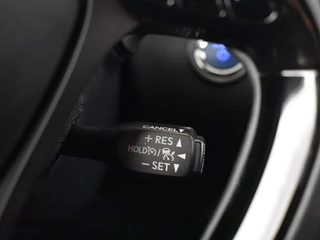 CANCEL
+ RES ▲
HOLD / ◄
− SET ▼